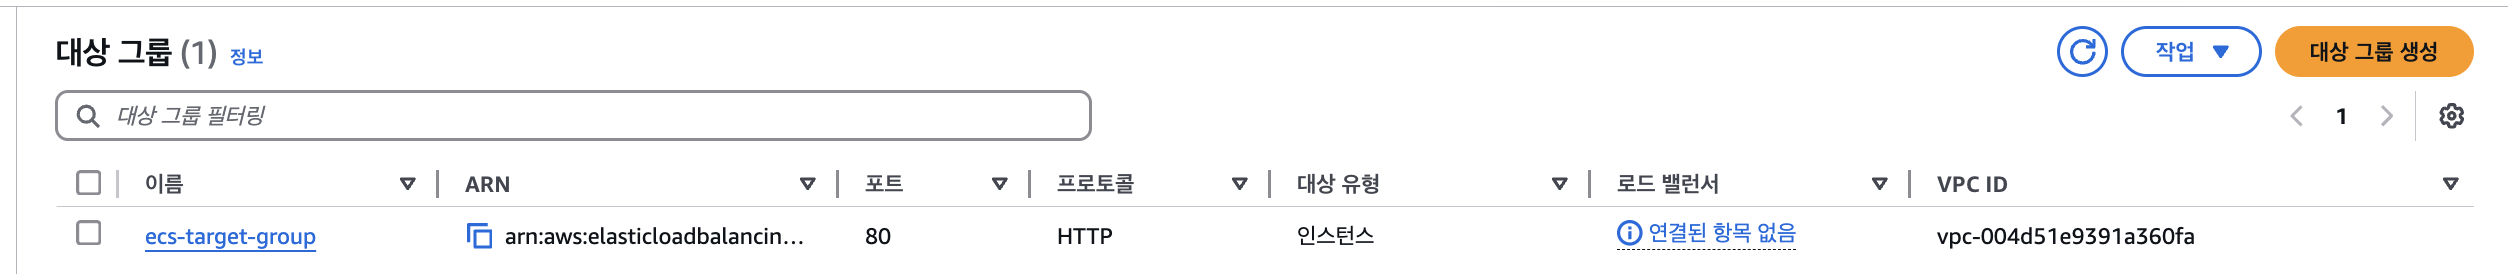 대상 그룹 (1) 정보
작업
대상 그룹 생성
대상 그룹 필터링
1
이름 ARN 포트 프로토콜 대상 유형 로드 밸런서 VPC ID
ecs-target-group arn:aws:elasticloadbalancin... 80 HTTP 인스턴스 연결된 항목 없음 vpc-004d51e9391a360fa